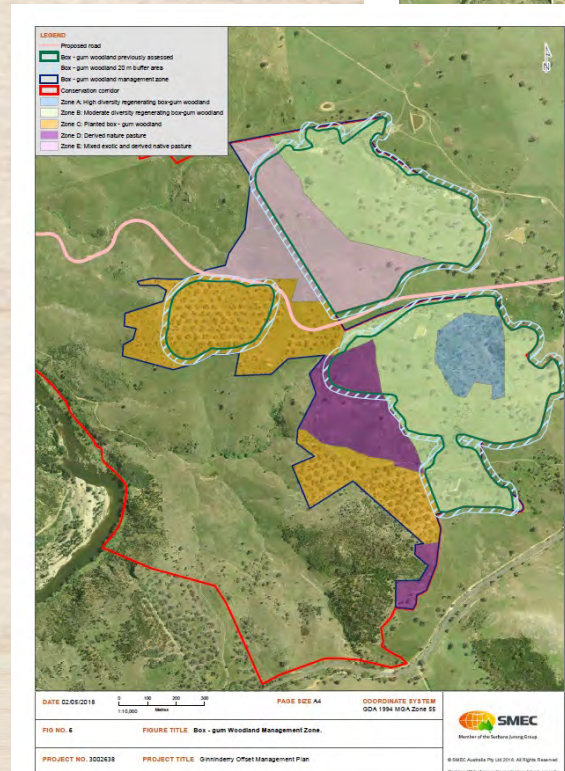 LEGEND
Proposed road
Box - gum woodland previously assessed
Box - gum woodland 20 m buffer area
Box - gum woodland management zone
Conservation corridor
Zone A: High diversity regenerating box-gum woodland
Zone B: Moderate diversity regenerating box-gum woodland
Zone C: Planted box - gum woodland
Zone D: Derived nature pasture
Zone E: Mixed exotic and derived native pasture
N
DATE 02/05/2018
0 100 200 300
1:10,000 Metres
PAGE SIZE A4
COORDINATE SYSTEM
GDA 1994 MGA Zone 55
FIG NO. 6
FIGURE TITLE Box - gum Woodland Management Zone.
PROJECT NO. 3002638
PROJECT TITLE Ginninderry Offset Management Plan
SMEC
Member of the Surbana Jurong Group
© SMEC Australia Pty Ltd 2018. All Rights Reserved